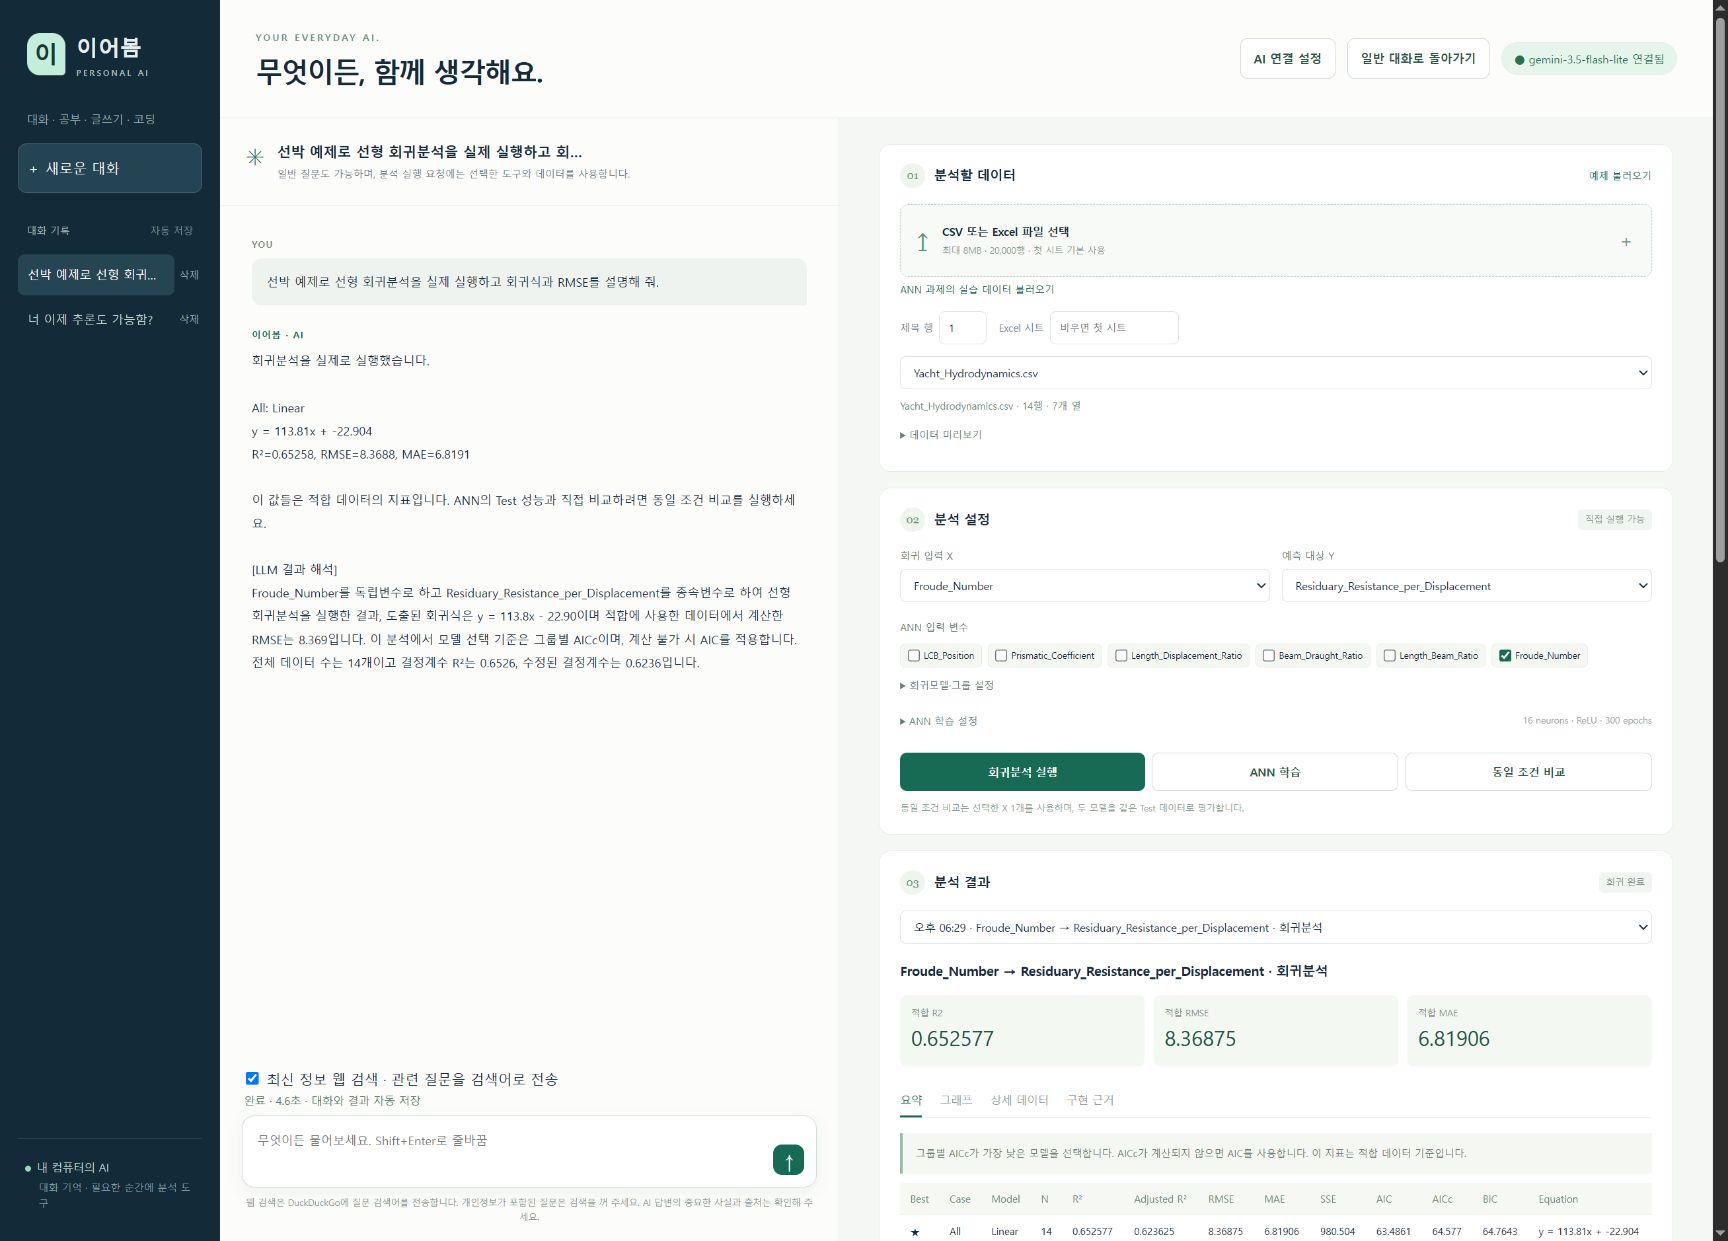 이
이어봄
PERSONAL AI
대화 · 공부 · 글쓰기 · 코딩
+ 새로운 대화
대화 기록
자동 저장
선박 예제로 선형 회귀...
삭제
너 이제 추론도 가능함?
삭제
내 컴퓨터의 AI
대화 기억 · 필요한 순간에 분석 도
구
YOUR EVERYDAY AI.
무엇이든, 함께 생각해요.
AI 연결 설정
일반 대화로 돌아가기
gemini-3.5-flash-lite 연결됨
선박 예제로 선형 회귀분석을 실제 실행하고 회...
일반 질문도 가능하며, 분석 실행 요청에는 선택한 도구와 데이터를 사용합니다.
YOU
선박 예제로 선형 회귀분석을 실제 실행하고 회귀식과 RMSE를 설명해 줘.
이어봄 · AI
회귀분석을 실제로 실행했습니다.
All: Linear
y = 113.81x + -22.904
R²=0.65258, RMSE=8.3688, MAE=6.8191
이 값들은 적합 데이터의 지표입니다. ANN의 Test 성능과 직접 비교하려면 동일 조건 비교를 실행하세
요.
[LLM 결과 해석]
Froude_Number를 독립변수로 하고 Residuary_Resistance_per_Displacement를 종속변수로 하여 선형
회귀분석을 실행한 결과, 도출된 회귀식은 y = 113.8x - 22.90이며 적합에 사용한 데이터에서 계산한
RMSE는 8.369입니다. 이 분석에서 모델 선택 기준은 그룹별 AICc이며, 계산 불가 시 AIC를 적용합니다.
전체 데이터 수는 14개이고 결정계수 R²는 0.6526, 수정된 결정계수는 0.6236입니다.
최신 정보 웹 검색 · 관련 질문을 검색어로 전송
완료 · 4.6초 · 대화와 결과 자동 저장
무엇이든 물어보세요. Shift+Enter로 줄바꿈
웹 검색은 DuckDuckGo에 질문 검색어를 전송합니다. 개인정보가 포함된 질문은 검색을 꺼 주세요. AI 답변의 중요한 사실과 출처는 확인해 주
세요.
01 분석할 데이터
예제 불러오기
CSV 또는 Excel 파일 선택
최대 8MB · 20,000행 · 첫 시트 기본 사용
+
ANN 과제의 실습 데이터 불러오기
제목 행 1 Excel 시트 비우면 첫 시트
Yacht_Hydrodynamics.csv
Yacht_Hydrodynamics.csv · 14행 · 7개 열
데이터 미리보기
02 분석 설정
직접 실행 가능
회귀 입력 X
예측 대상 Y
Froude_Number
Residuary_Resistance_per_Displacement
ANN 입력 변수
LCB_Position Prismatic_Coefficient Length_Displacement_Ratio Beam_Draught_Ratio Length_Beam_Ratio Froude_Number
회귀모델·그룹 설정
ANN 학습 설정
16 neurons · ReLU · 300 epochs
회귀분석 실행
ANN 학습
동일 조건 비교
동일 조건 비교는 선택한 X 1개를 사용하며, 두 모델을 같은 Test 데이터로 평가합니다.
03 분석 결과
회귀 완료
오후 06:29 · Froude_Number → Residuary_Resistance_per_Displacement · 회귀분석
Froude_Number → Residuary_Resistance_per_Displacement · 회귀분석
적합 R2
0.652577
적합 RMSE
8.36875
적합 MAE
6.81906
요약 그래프 상세 데이터 구현 근거
그룹별 AICc가 가장 낮은 모델을 선택합니다. AICc가 계산되지 않으면 AIC를 사용합니다. 이 지표는 적합 데이터 기준입니다.
Best Case Model N R² Adjusted R² RMSE MAE SSE AIC AICc BIC Equation
★ All Linear 14 0.652577 0.623625 8.36875 6.81906 980.504 63.4861 64.577 64.7643 y = 113.81x + -22.904